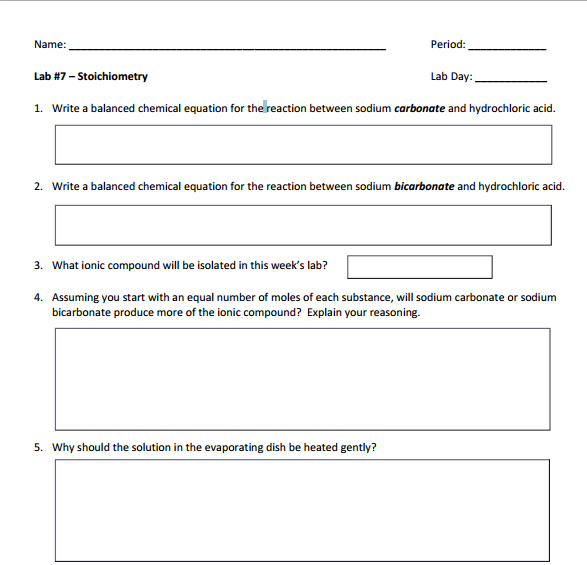 Name: ______________________________ Period: ____________
Lab #7 – Stoichiometry Lab Day: ____________
1. Write a balanced chemical equation for the reaction between sodium carbonate and hydrochloric acid.
2. Write a balanced chemical equation for the reaction between sodium bicarbonate and hydrochloric acid.
3. What ionic compound will be isolated in this week's lab?
4. Assuming you start with an equal number of moles of each substance, will sodium carbonate or sodium
bicarbonate produce more of the ionic compound? Explain your reasoning.
5. Why should the solution in the evaporating dish be heated gently?